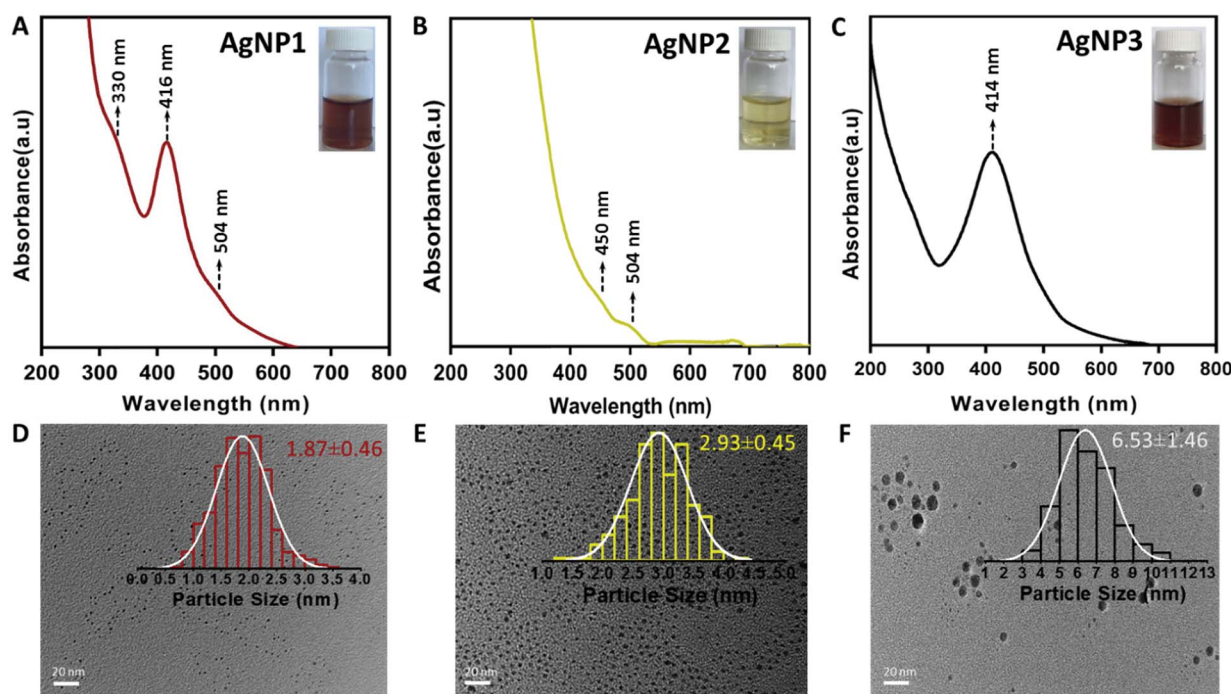 A
AgNP1
330 nm
416 nm
504 nm
Absorbance(a.u)
200 300 400 500 600 700 800
Wavelength (nm)
B
AgNP2
450 nm
504 nm
Absorbance(a.u)
200 300 400 500 600 700 800
Wavelength (nm)
C
AgNP3
414 nm
Absorbance(a.u)
200 300 400 500 600 700 800
Wavelength (nm)
D
1.87±0.46
0.0 0.5 1.0 1.5 2.0 2.5 3.0 3.5 4.0
Particle Size (nm)
20 nm
E
2.93±0.45
1.0 1.5 2.0 2.5 3.0 3.5 4.0 4.5 5.0
Particle Size (nm)
20 nm
F
6.53±1.46
1 2 3 4 5 6 7 8 9 10 11 12 13
Particle Size (nm)
20 nm